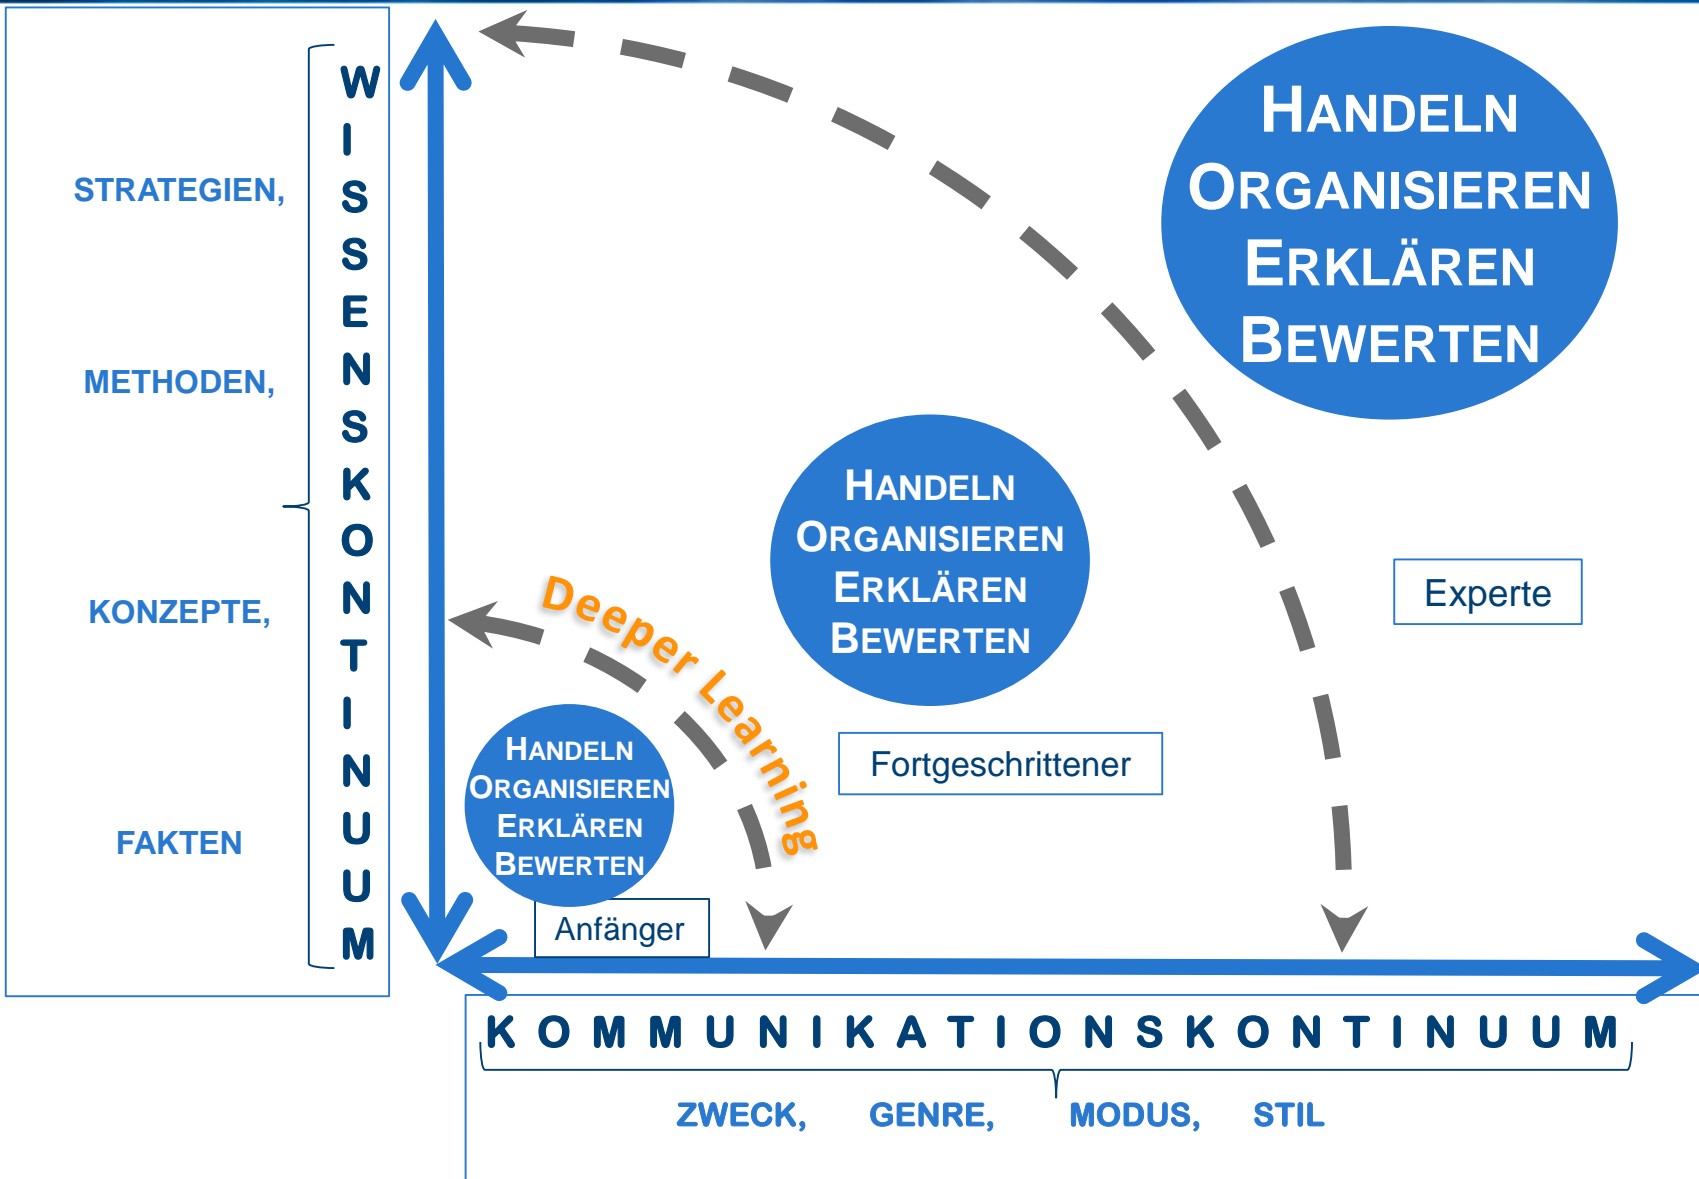 WISSENSKONTINUUM
STRATEGIEN,
METHODEN,
KONZEPTE,
FAKTEN
HANDELN
ORGANISIEREN
ERKLÄREN
BEWERTEN
Experte
HANDELN
ORGANISIEREN
ERKLÄREN
BEWERTEN
Fortgeschrittener
Deeper Learning
HANDELN
ORGANISIEREN
ERKLÄREN
BEWERTEN
Anfänger
KOMMUNIKATIONSKONTINUUM
ZWECK, GENRE, MODUS, STIL